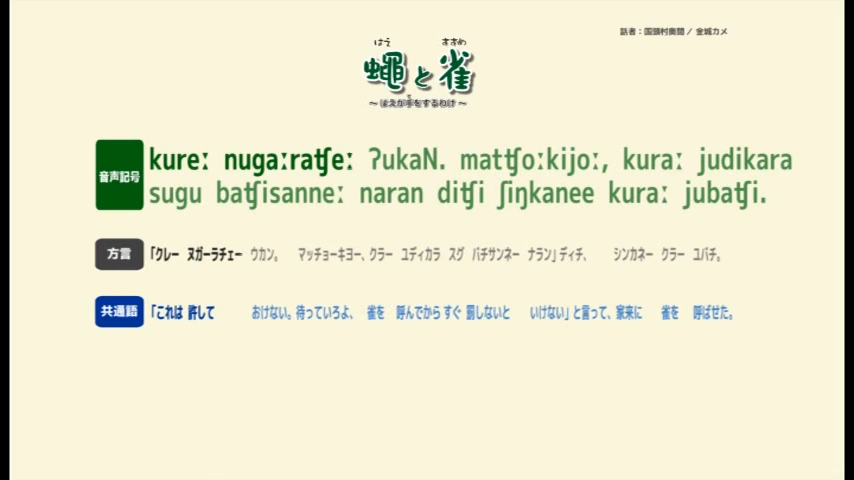 話者：国頭村奥間 / 金城カメ
はえ すずめ
蠅と雀
～ はえが手をするわけ ～
音声記号
kureː nugaːraʧeː ʔukaN. matʧoːkijoː, kuraː judikara
sugu baʧisanneː naran diʧi ʃiŋkanee kuraː jubaʧi.
方言
「クレー ヌガーラチェー ウカン。 マッチョーキヨー、クラー ユディカラ スグ バチサンネー ナラン」ディチ、 シンカネー クラー ユバチ。
共通語
「これは 許して おけない。待っていろよ、 雀を 呼んでから すぐ 罰しないと いけない」と言って、家来に 雀を 呼ばせた。